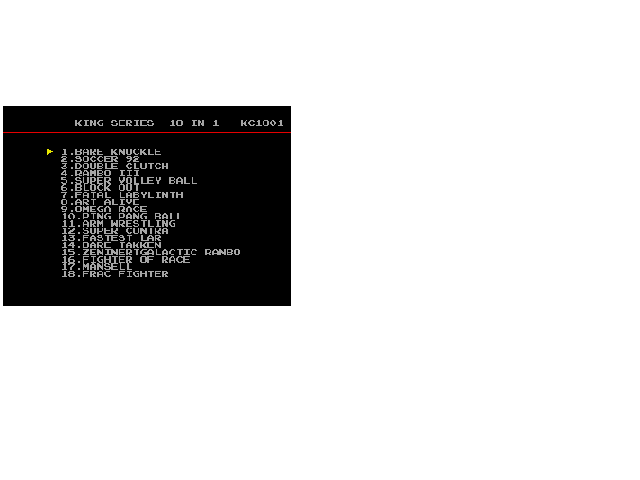 KING SERIES 10 IN 1 KC1001
1.BARE KNUCKLE
2.SOCCER 92
3.DOUBLE CLUTCH
4.RAMBO III
5.SUPER VOLLEY BALL
6.BLOCK OUT
7.FATAL LABYLINTH
8.ART ALIVE
9.OMEGA RACE
10.PING PANG BALL
11.ARM WRESTLING
12.SUPER CONTRA
13.FASTEST LAR
14.DARE TAKKEN
15.ZENINERTGALACTIC RANBO
16.FIGHTER OF RACE
17.MANSELL
18.FRAC FIGHTER